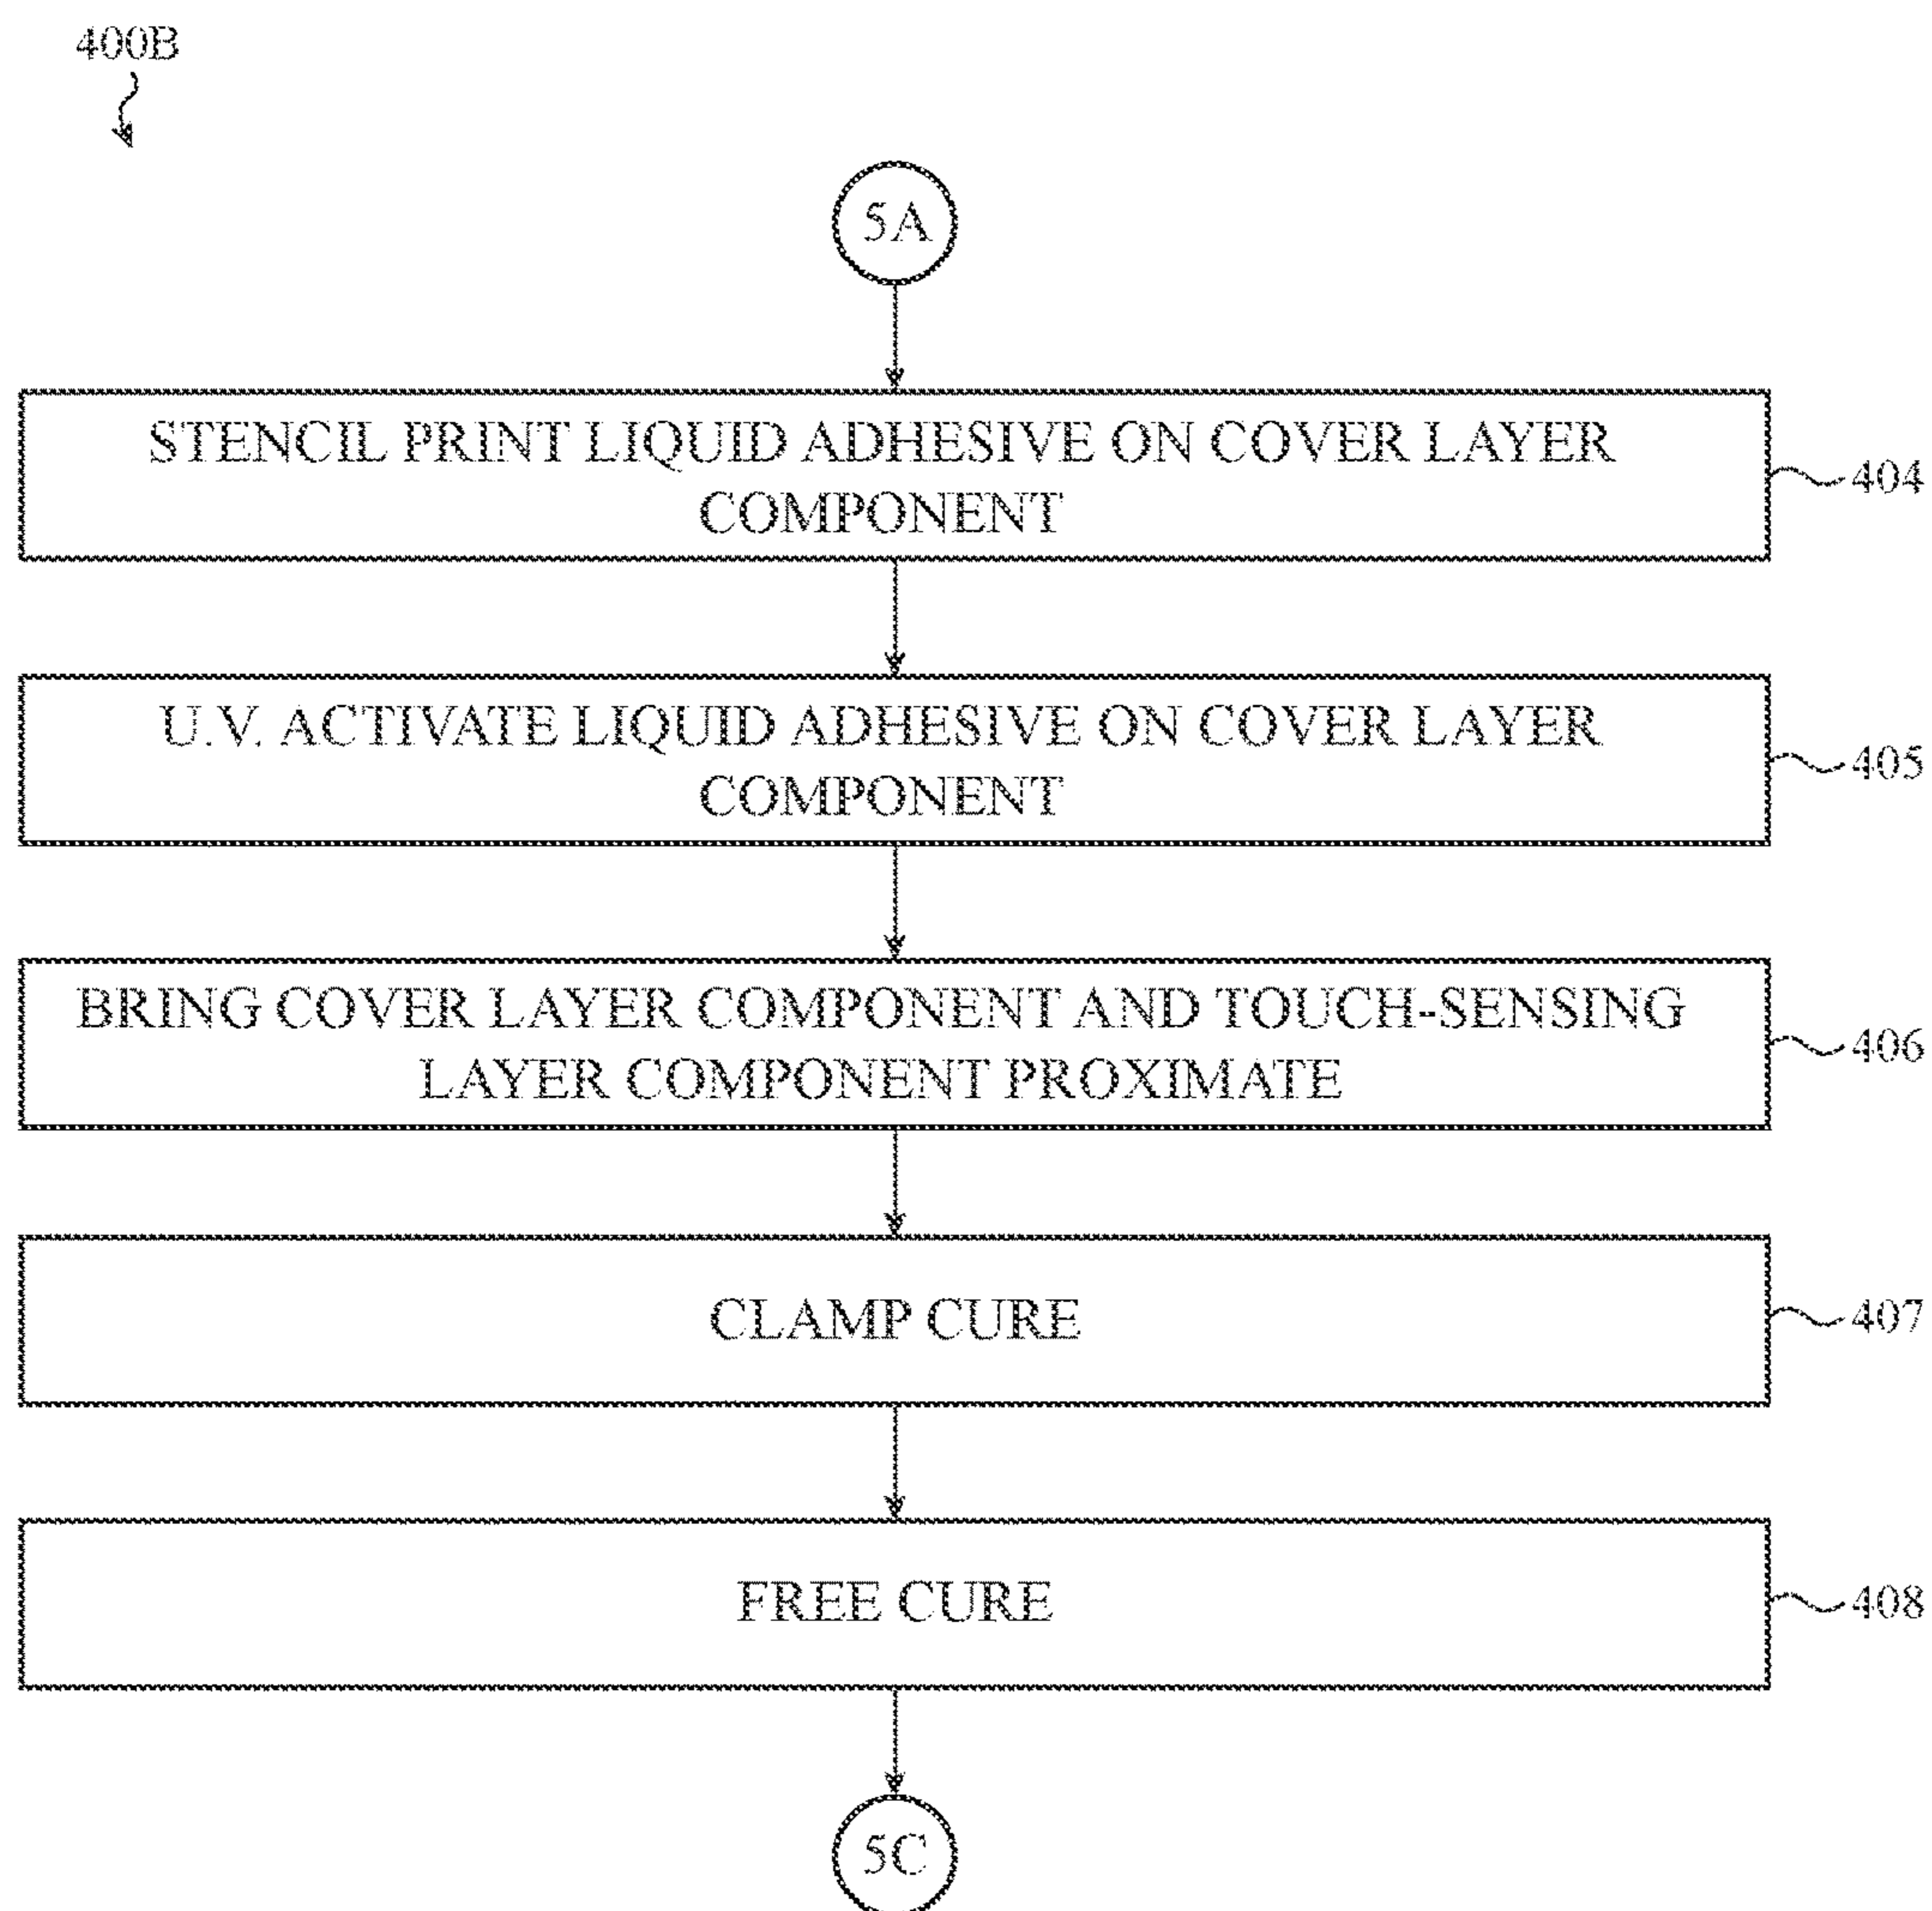 400B
5A
STENCIL PRINT LIQUID ADHESIVE ON COVER LAYER
COMPONENT
404
U.V. ACTIVATE LIQUID ADHESIVE ON COVER LAYER
COMPONENT
405
BRING COVER LAYER COMPONENT AND TOUCH-SENSING
LAYER COMPONENT PROXIMATE
406
CLAMP CURE
407
FREE CURE
408
5C